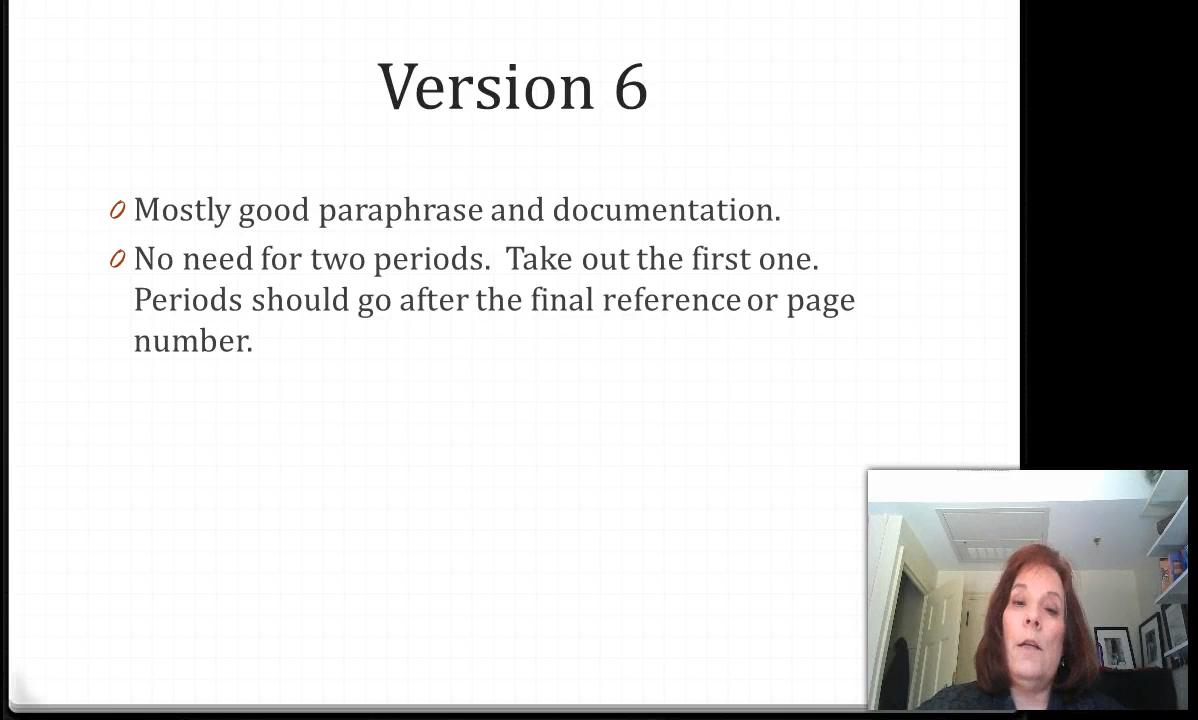 Version 6
Mostly good paraphrase and documentation.
No need for two periods.  Take out the first one.
Periods should go after the final reference or page
number.